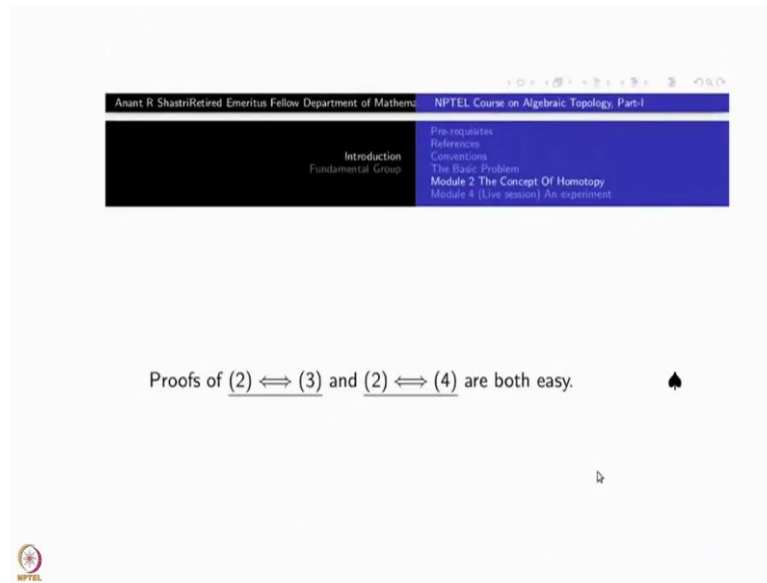 Anant R ShastriRetired Emeritus Fellow Department of Mathema
NPTEL Course on Algebraic Topology, Part-I
Introduction
Fundamental Group
Pre-requisites
References
Conventions
The Basic Problem
Module 2 The Concept Of Homotopy
Module 4 (Live session) An experiment
Proofs of (2) ⟺ (3) and (2) ⟺ (4) are both easy. ♠
NPTEL